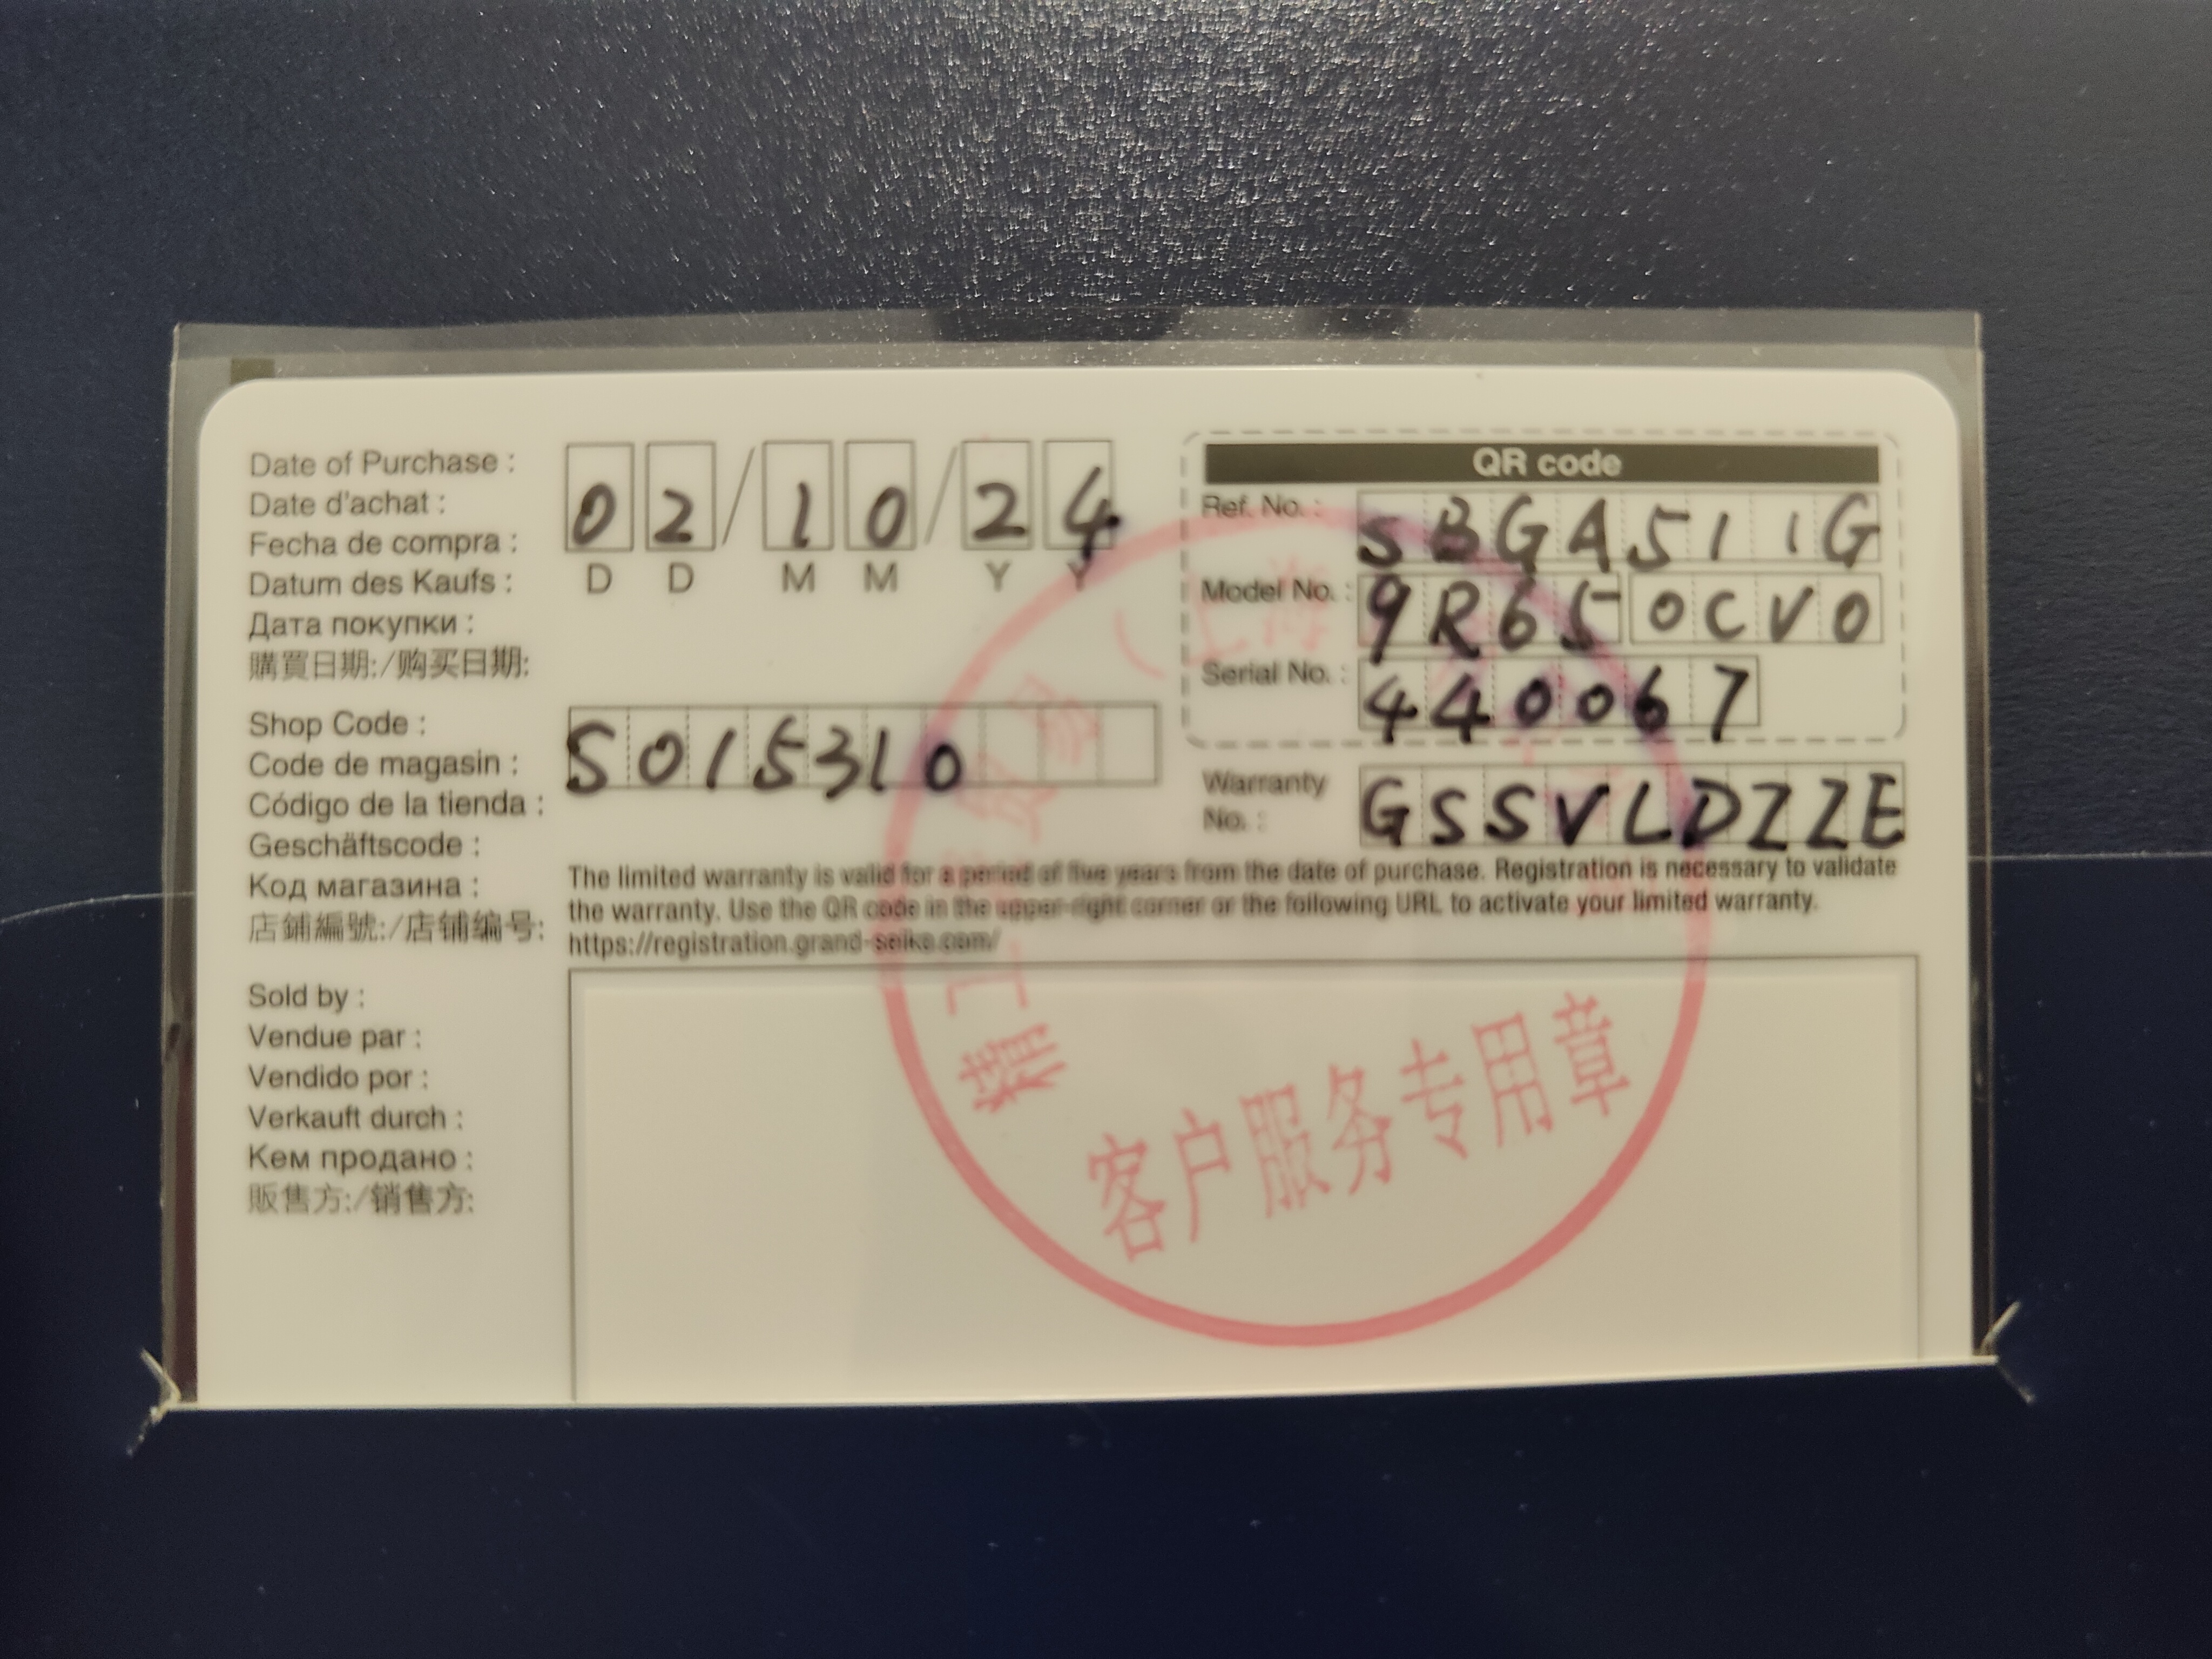 Date of Purchase :
Date d'achat :
Fecha de compra :
Datum des Kaufs :
Дата покупки :
購買日期:/购买日期:
02/10/24
D D M M Y Y
QR code
Ref. No. : SBGA511G
Model No. : 9R65 0CV0
Serial No. : 440067
Shop Code :
Code de magasin :
Código de la tienda :
Geschäftscode :
Код магазина :
店鋪編號:/店铺编号:
S015310
Warranty No. : GSSVLDZZE
The limited warranty is valid for a period of five years from the date of purchase. Registration is necessary to validate
the warranty. Use the QR code in the upper-right corner or the following URL to activate your limited warranty.
https://registration.grand-seiko.com/
Sold by :
Vendue par :
Vendido por :
Verkauft durch :
Кем продано :
販售方:/销售方:
精工 贸易（上海
客户服务专用章